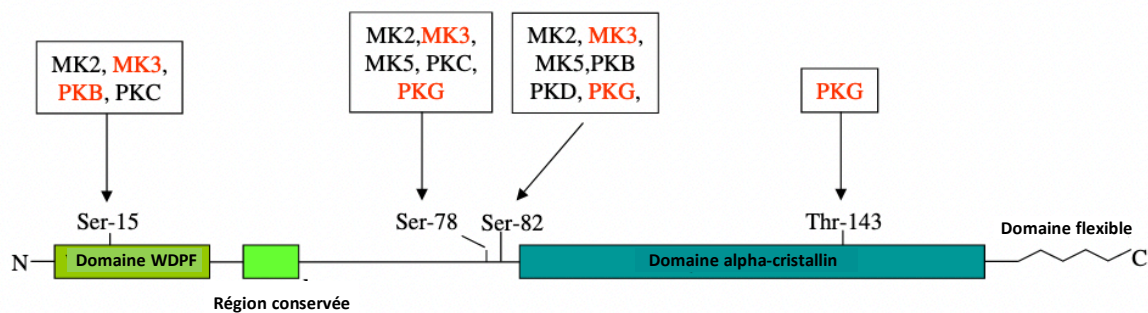 MK2, MK3,
PKB, PKC
MK2,MK3,
MK5, PKC,
PKG
MK2, MK3,
MK5,PKB
PKD, PKG,
PKG
Ser-15
Ser-78
Ser-82
Thr-143
Domaine flexible
N
Domaine WDPF
Domaine alpha-cristallin
C
Région conservée